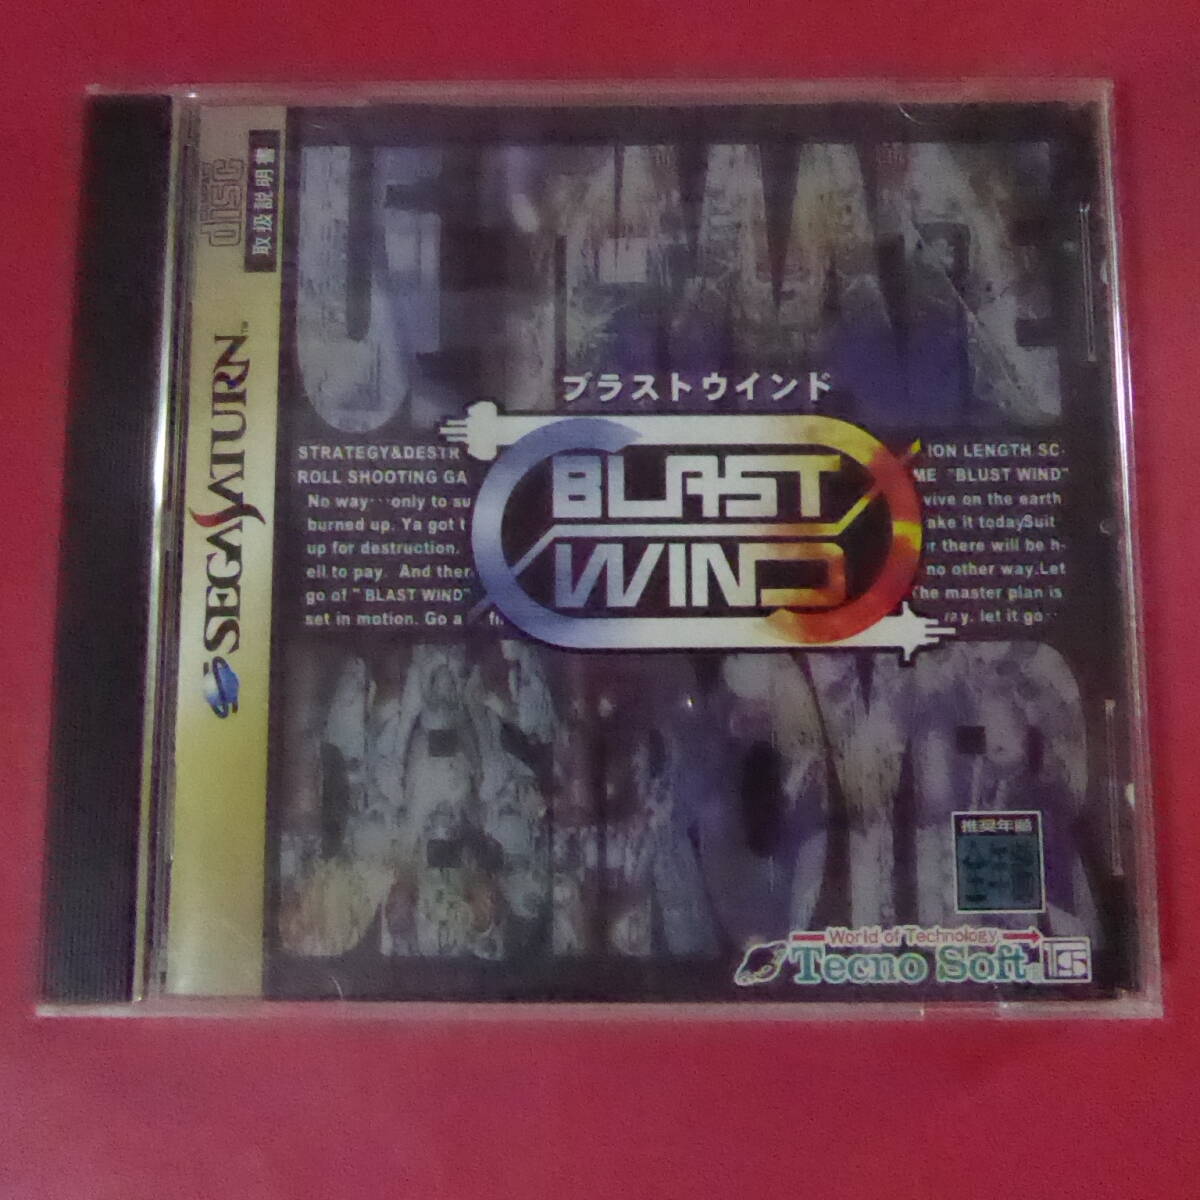 COMPACT
disc
取扱説明書
SEGA SATURN™
ブラストウインド
BLAST
WIND
STRATEGY&DESTR ION LENGTH SC-
ROLL SHOOTING GA ME "BLUST WIND"
No way…only to su vive on the earth
burned up. Ya got t ake it todaySuit
up for destruction. r there will be h-
ell to pay. And ther no other way.Let
go of " BLAST WIND" The master plan is
set in motion. Go a y. let it go…
推奨年齢
World of Technology
Tecno Soft
TS